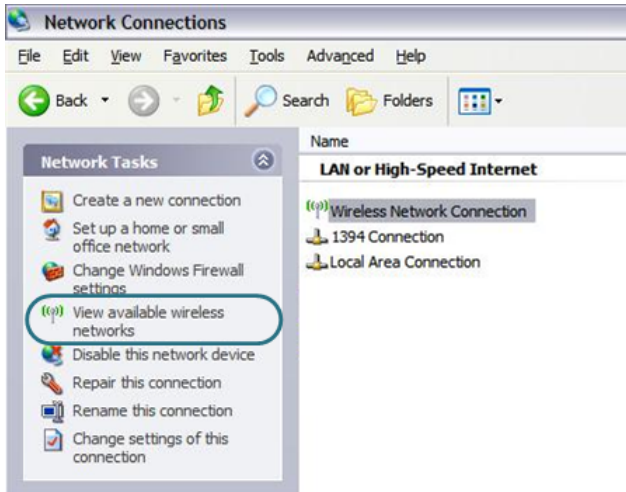 Network Connections
File Edit View Favorites Tools Advanced Help
Back Search Folders
Name
Network Tasks
LAN or High-Speed Internet
Create a new connection
Set up a home or small
office network
Change Windows Firewall
settings
View available wireless
networks
Disable this network device
Repair this connection
Rename this connection
Change settings of this
connection
Wireless Network Connection
1394 Connection
Local Area Connection